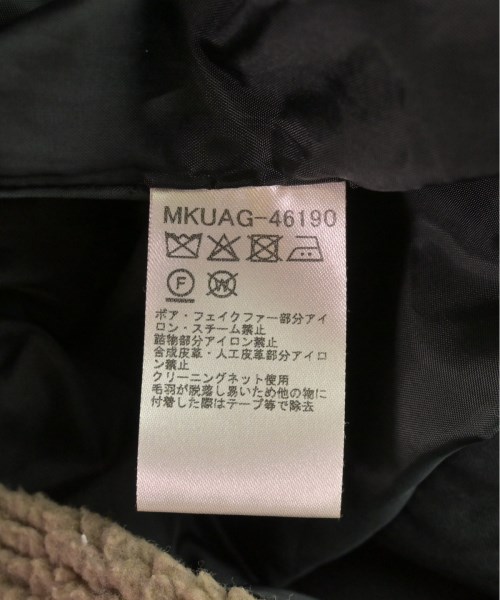 MKUAG-46190
F W
ボア・フェイクファー部分アイ
ロン・スチーム禁止
詰物部分アイロン禁止
合成皮革・人工皮革部分アイロ
ン禁止
クリーニングネット使用
毛羽が脱落し易いため他の物に
付着した際はテープ等で除去